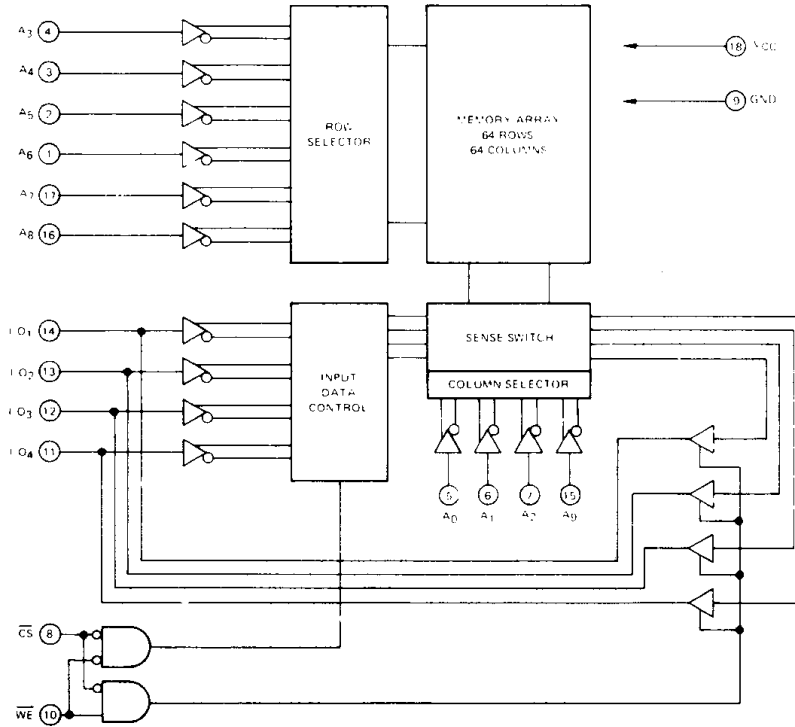 A3 4
A4 3
A5 2
A6 1
A7 17
A8 16
ROW
SELECTOR
MEMORY ARRAY
64 ROWS
64 COLUMNS
18 VCC
9 GND
I/O1 14
I/O2 13
I/O3 12
I/O4 11
INPUT
DATA
CONTROL
SENSE SWITCH
COLUMN SELECTOR
5 6 7 15
A0 A1 A2 A9
CS 8
WE 10